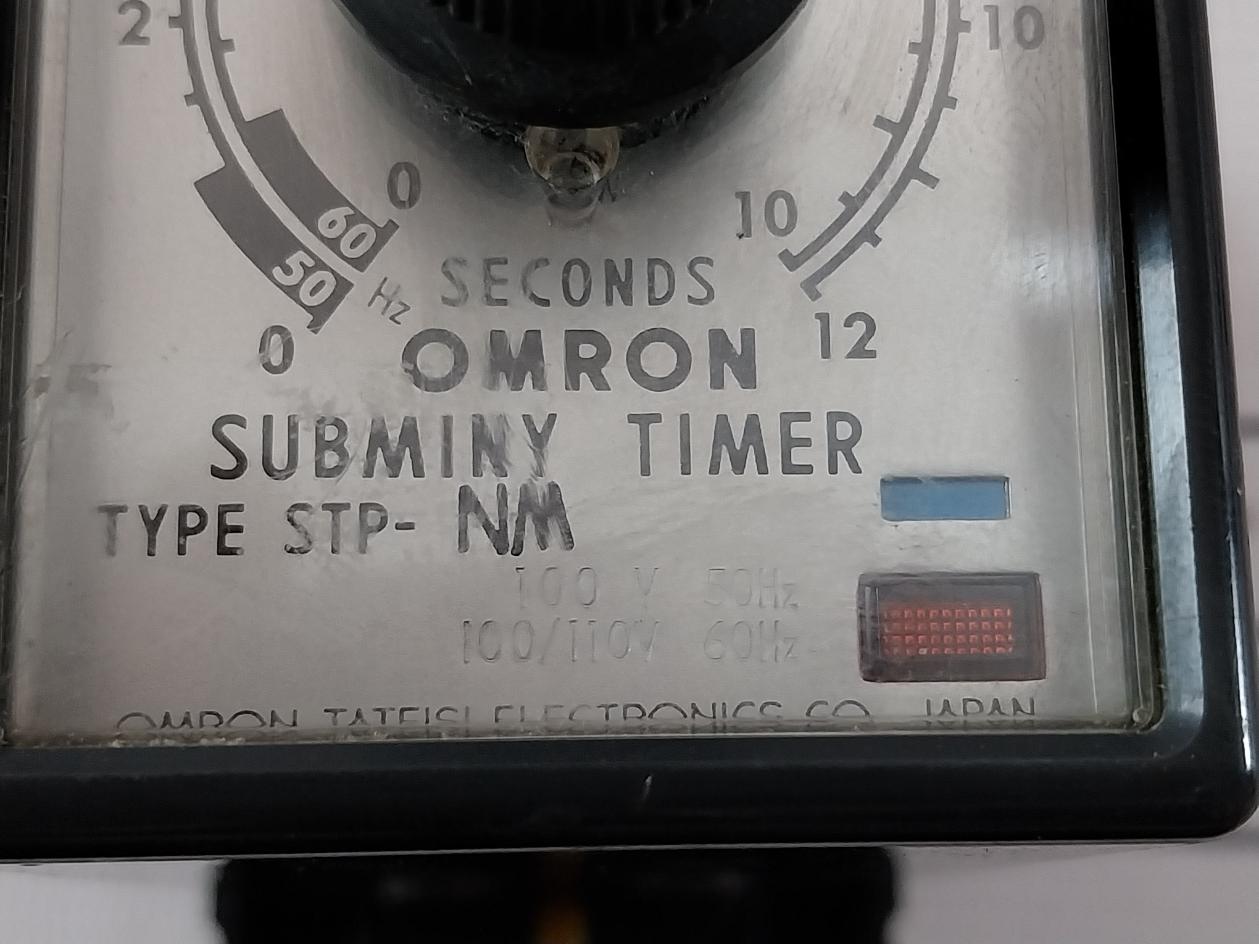 2 10
0 10
60
50 Hz
SECONDS
0 12
OMRON
SUBMINY TIMER
TYPE STP-NM
100 V 50Hz
100/110V 60Hz
OMRON TATEISI ELECTRONICS CO. JAPAN